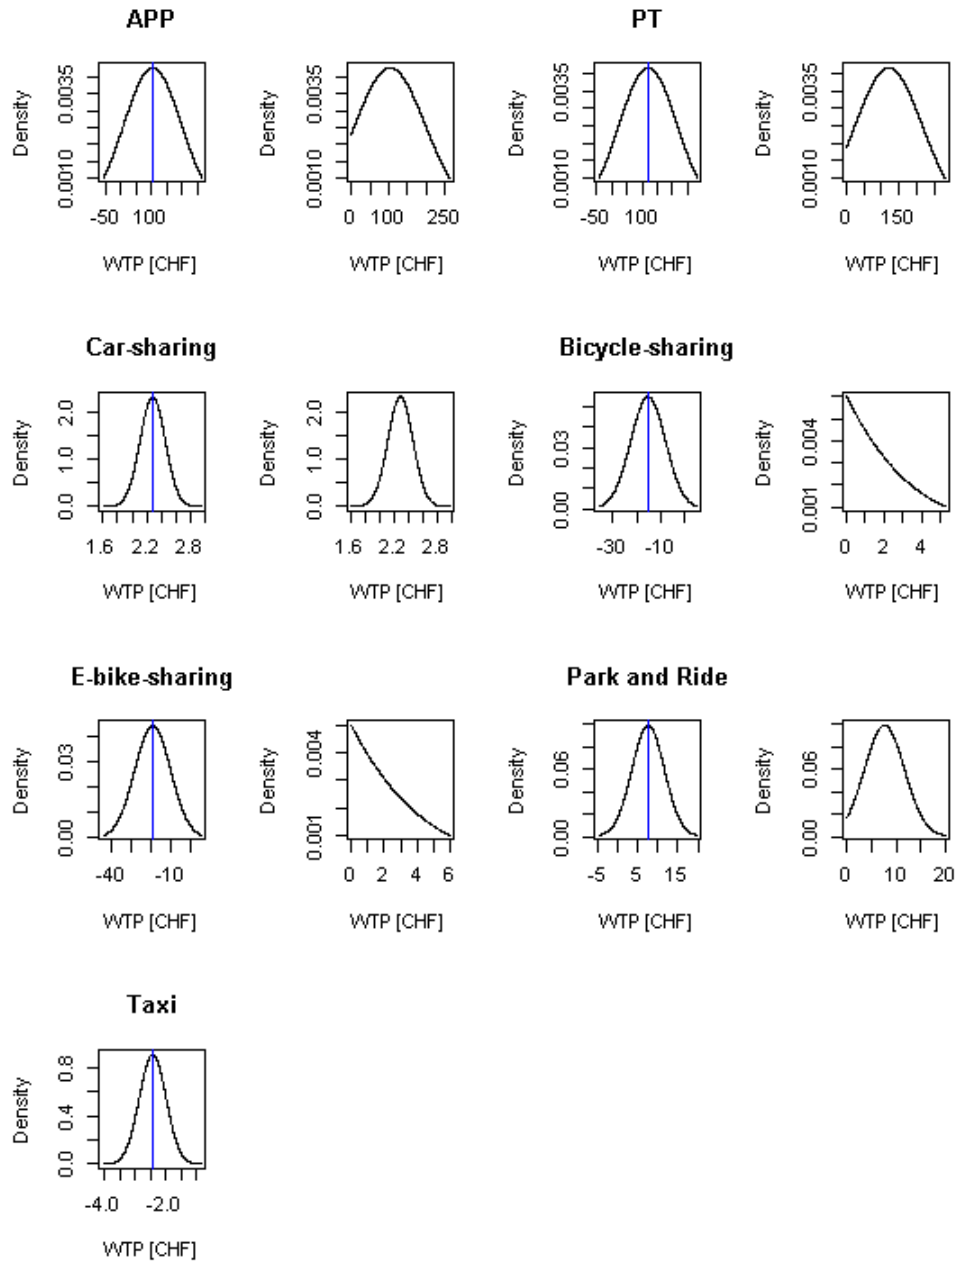 APP PT
Density 0.0010 0.0035 -50 100 WTP [CHF]
Density 0.0010 0.0035 0 100 250 WTP [CHF]
Density 0.0010 0.0035 -50 100 WTP [CHF]
Density 0.0010 0.0035 0 150 WTP [CHF]
Car-sharing Bicycle-sharing
Density 0.0 1.0 2.0 1.6 2.2 2.8 WTP [CHF]
Density 0.0 1.0 2.0 1.6 2.2 2.8 WTP [CHF]
Density 0.00 0.03 -30 -10 WTP [CHF]
Density 0.001 0.004 0 2 4 WTP [CHF]
E-bike-sharing Park and Ride
Density 0.00 0.03 -40 -10 WTP [CHF]
Density 0.001 0.004 0 2 4 6 WTP [CHF]
Density 0.00 0.06 -5 5 15 WTP [CHF]
Density 0.00 0.06 0 10 20 WTP [CHF]
Taxi
Density 0.0 0.4 0.8 -4.0 -2.0 WTP [CHF]